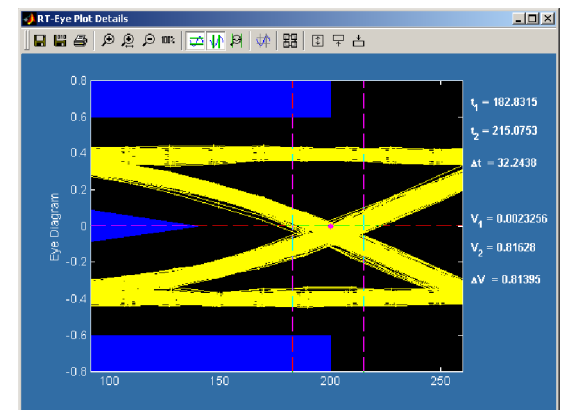 RT-Eye Plot Details
100%
0.8
0.6
0.4
0.2
0
-0.2
-0.4
-0.6
-0.8
Eye Diagram
100
150
200
250
t1 = 182.8315
t2 = 215.0753
Δt = 32.2438
V1 = 0.0023256
V2 = 0.81628
ΔV = 0.81395